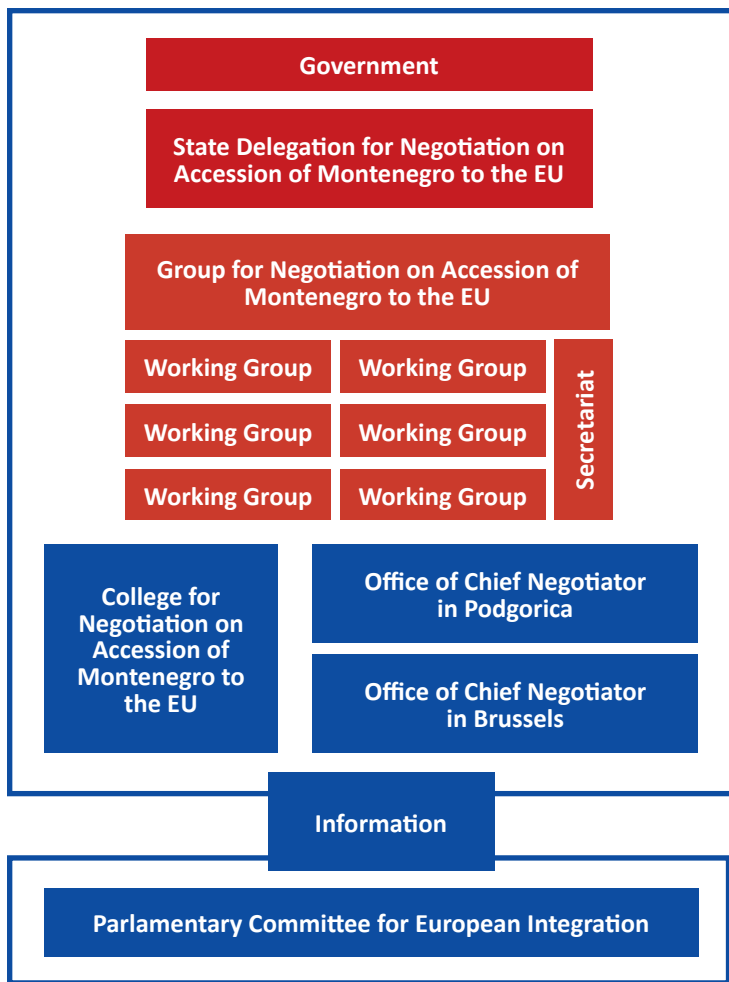 Government
State Delegation for Negotiation on
Accession of Montenegro to the EU
Group for Negotiation on Accession of
Montenegro to the EU
Working Group
Working Group
Working Group
Working Group
Working Group
Working Group
Secretariat
College for
Negotiation on
Accession of
Montenegro to
the EU
Office of Chief Negotiator
in Podgorica
Office of Chief Negotiator
in Brussels
Information
Parlamentary Committee for European Integration